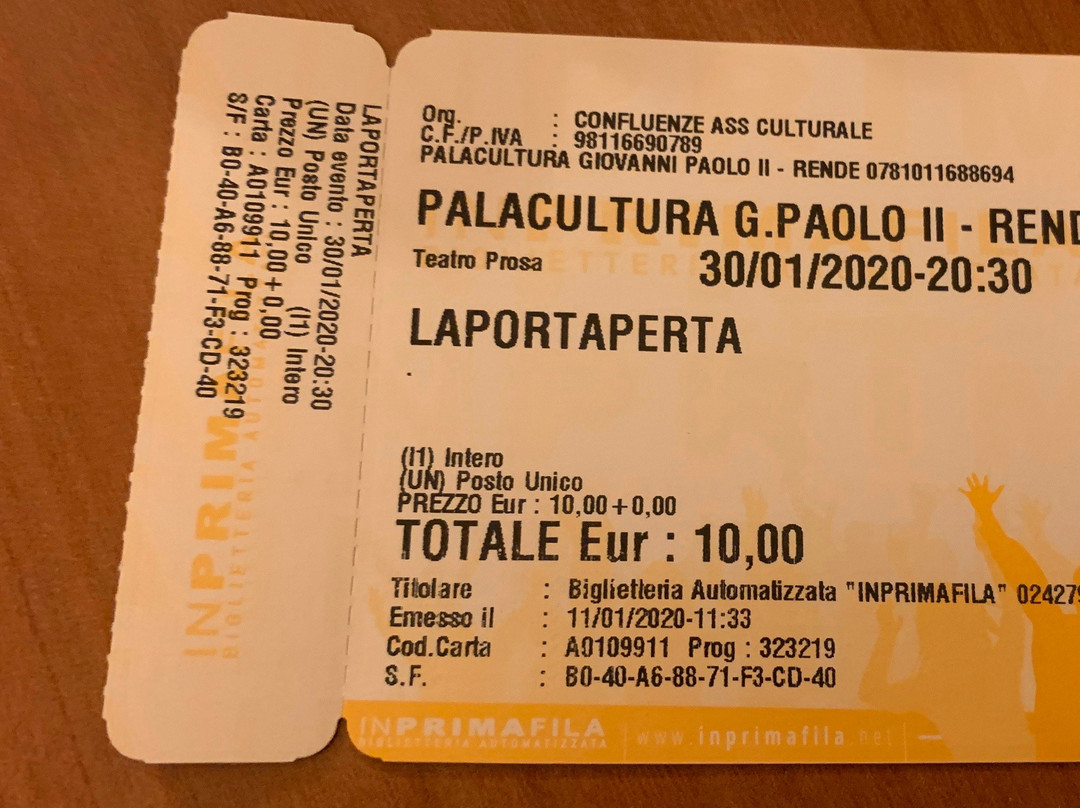 LAPORTAPERTA
Data evento : 30/01/2020-20:30
(UN) Posto Unico (I1) Intero
Prezzo Eur : 10,00+0,00
Carta : A0109911 Prog : 323219
S/F : B0-40-A6-88-71-F3-CD-40
INPRIMA
BIGLIETTERIA AUTOMA
Org. : CONFLUENZE ASS CULTURALE
C.F./P.IVA : 98116690789
PALACULTURA GIOVANNI PAOLO II - RENDE 0781011688694
PALACULTURA G.PAOLO II - REND
Teatro Prosa 30/01/2020-20:30
LAPORTAPERTA
.
(I1) Intero
(UN) Posto Unico
PREZZO Eur : 10,00+0,00
TOTALE Eur : 10,00
Titolare : Biglietteria Automatizzata "INPRIMAFILA" 024279
Emesso il : 11/01/2020-11:33
Cod.Carta : A0109911 Prog : 323219
S.F. : B0-40-A6-88-71-F3-CD-40
INPRIMAFILA
BIGLIETTERIA AUTOMATIZZATA | www.inprimafila.net | —